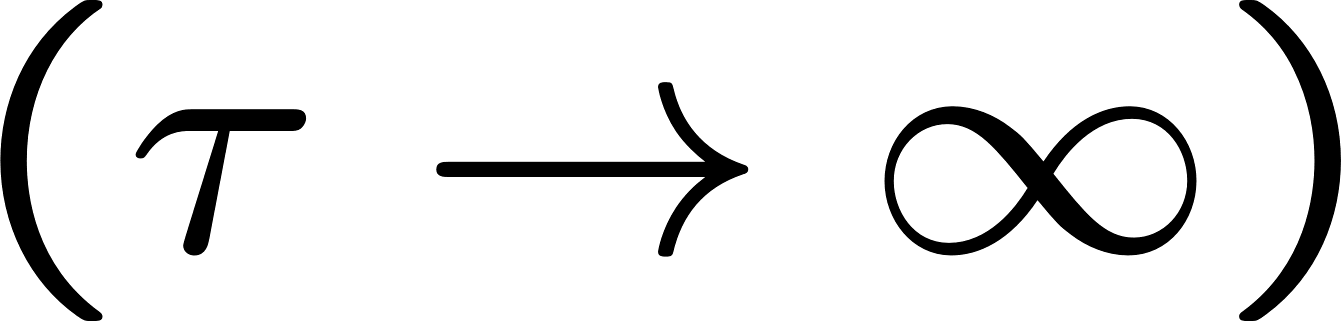 (τ → ∞)